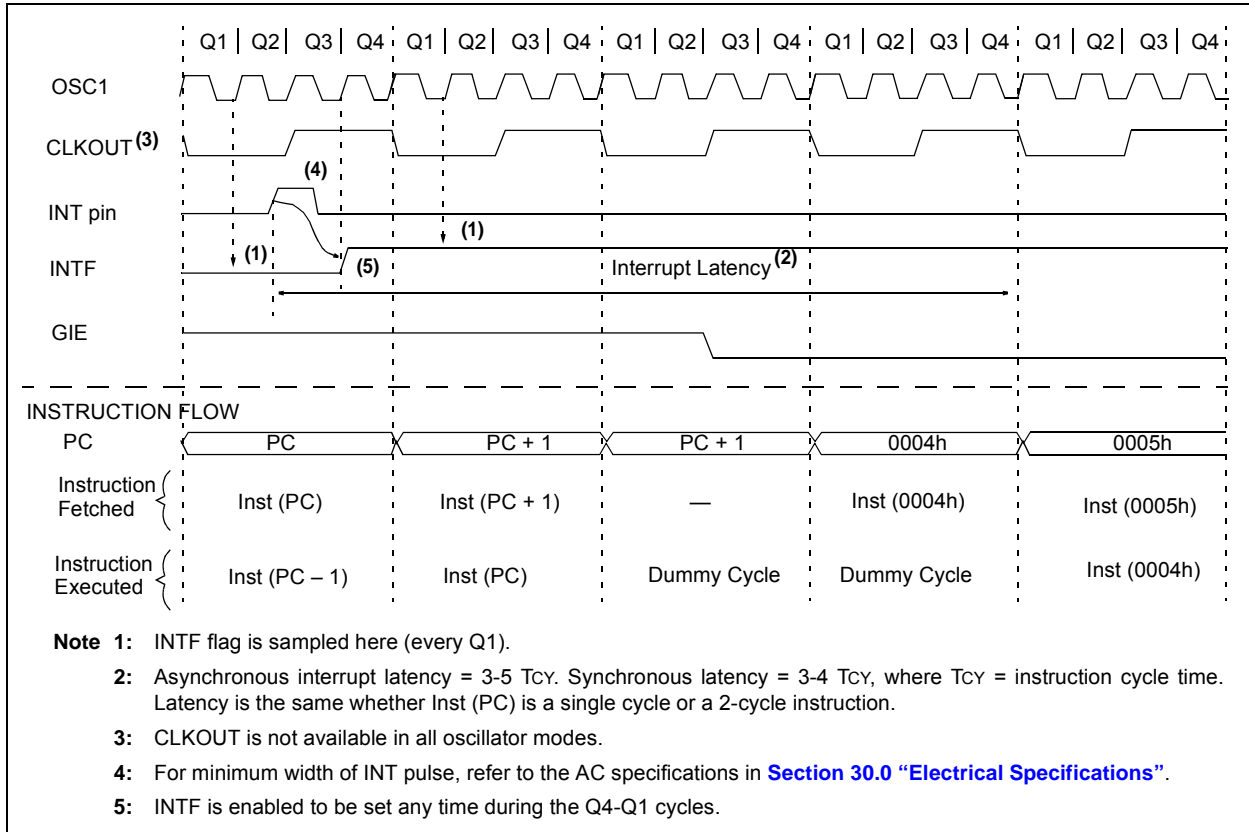 Q1 Q2 Q3 Q4 Q1 Q2 Q3 Q4 Q1 Q2 Q3 Q4 Q1 Q2 Q3 Q4 Q1 Q2 Q3 Q4
OSC1
CLKOUT (3)
(4)
INT pin
(1)
(1)
INTF
(5)
Interrupt Latency (2)
GIE
INSTRUCTION FLOW
PC PC PC + 1 PC + 1 0004h 0005h
Instruction Fetched Inst (PC) Inst (PC + 1) — Inst (0004h) Inst (0005h)
Instruction Executed Inst (PC – 1) Inst (PC) Dummy Cycle Dummy Cycle Inst (0004h)
Note 1: INTF flag is sampled here (every Q1).
2: Asynchronous interrupt latency = 3-5 TCY. Synchronous latency = 3-4 TCY, where TCY = instruction cycle time.
Latency is the same whether Inst (PC) is a single cycle or a 2-cycle instruction.
3: CLKOUT is not available in all oscillator modes.
4: For minimum width of INT pulse, refer to the AC specifications in Section 30.0 “Electrical Specifications”.
5: INTF is enabled to be set any time during the Q4-Q1 cycles.